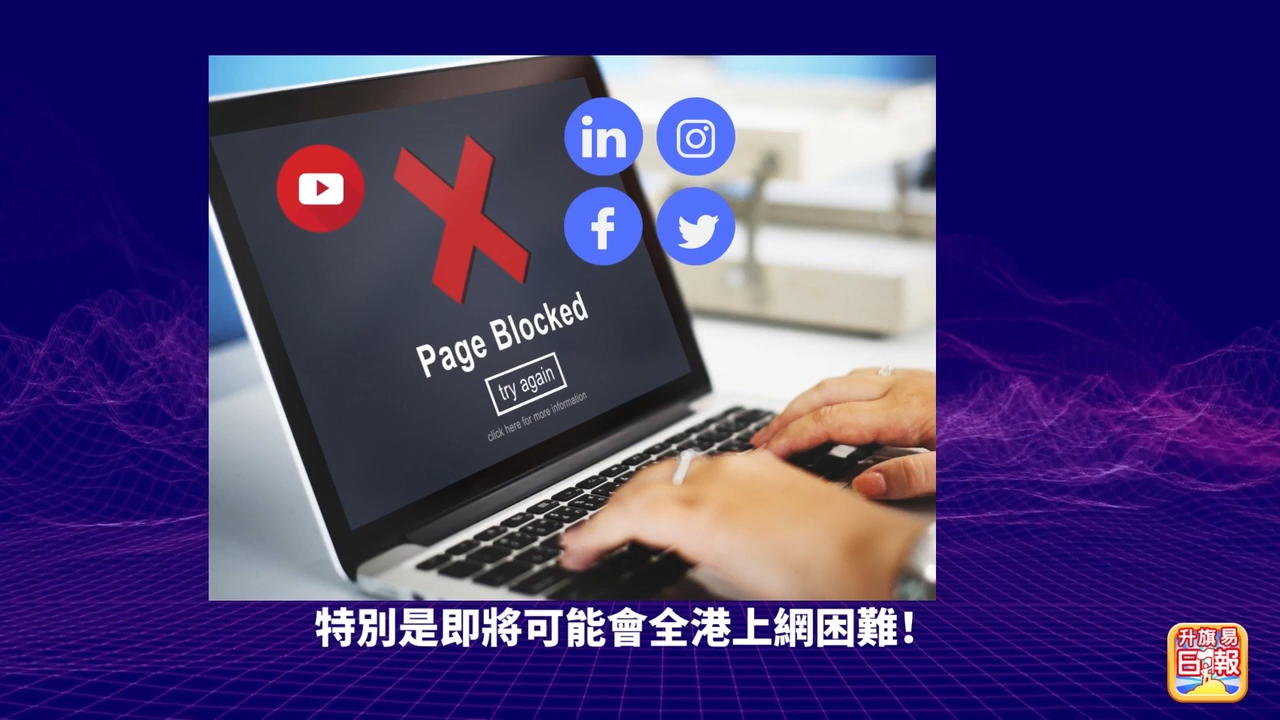 in
f
Page Blocked
try again
click here for more information
特別是即將可能會全港上網困難!
升旗易
日報